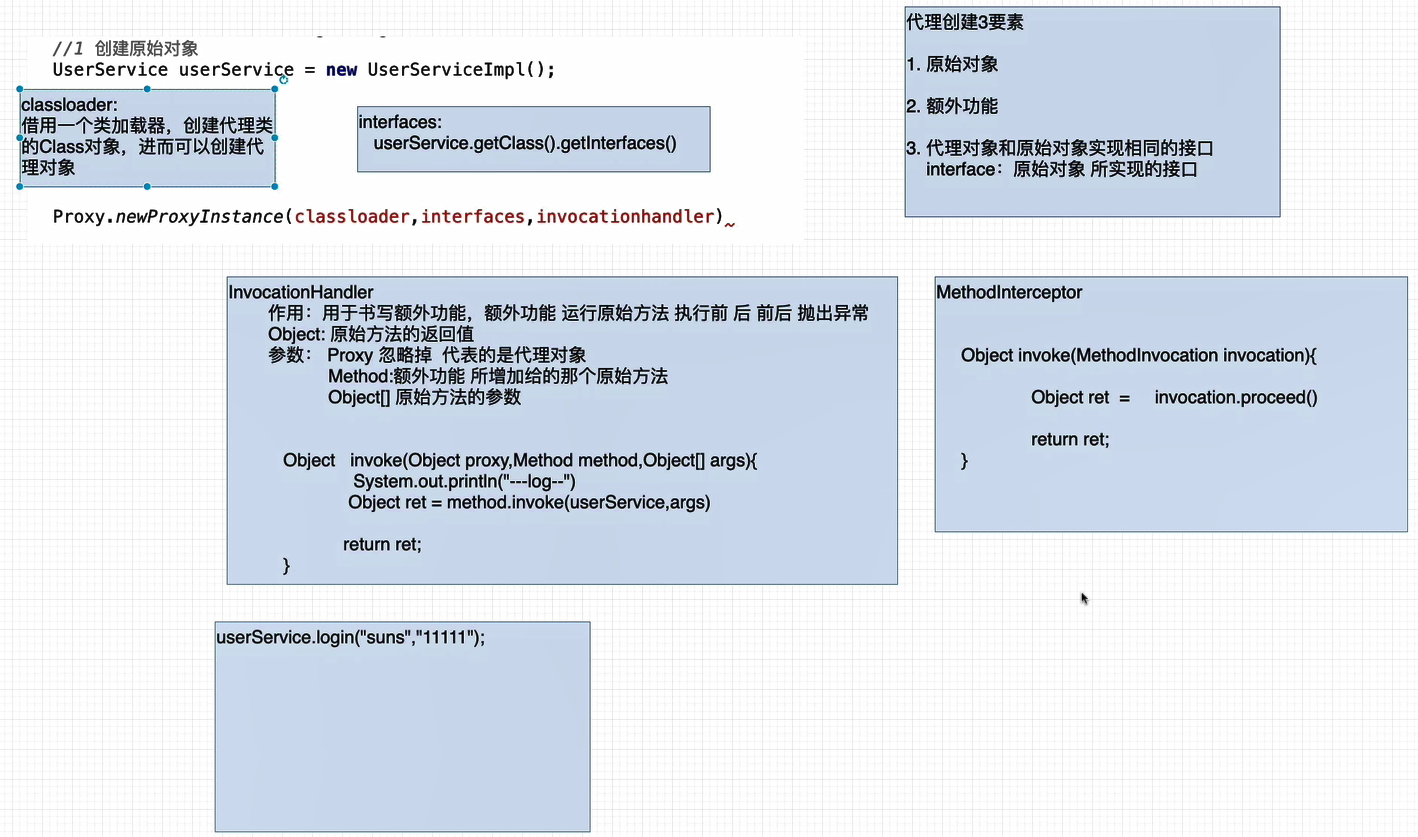 //1 创建原始对象
UserService userService = new UserServiceImpl();
classloader:
借用一个类加载器，创建代理类
的Class对象，进而可以创建代
理对象
interfaces:
userService.getClass().getInterfaces()
Proxy.newProxyInstance(classloader,interfaces,invocationhandler)
代理创建3要素
1. 原始对象
2. 额外功能
3. 代理对象和原始对象实现相同的接口
interface：原始对象 所实现的接口
InvocationHandler
作用：用于书写额外功能，额外功能 运行原始方法 执行前 后 前后 抛出异常
Object: 原始方法的返回值
参数： Proxy 忽略掉 代表的是代理对象
Method:额外功能 所增加给的那个原始方法
Object[] 原始方法的参数
Object invoke(Object proxy,Method method,Object[] args){
System.out.println("---log--")
Object ret = method.invoke(userService,args)
return ret;
}
MethodInterceptor
Object invoke(MethodInvocation invocation){
Object ret = invocation.proceed()
return ret;
}
userService.login("suns","11111");